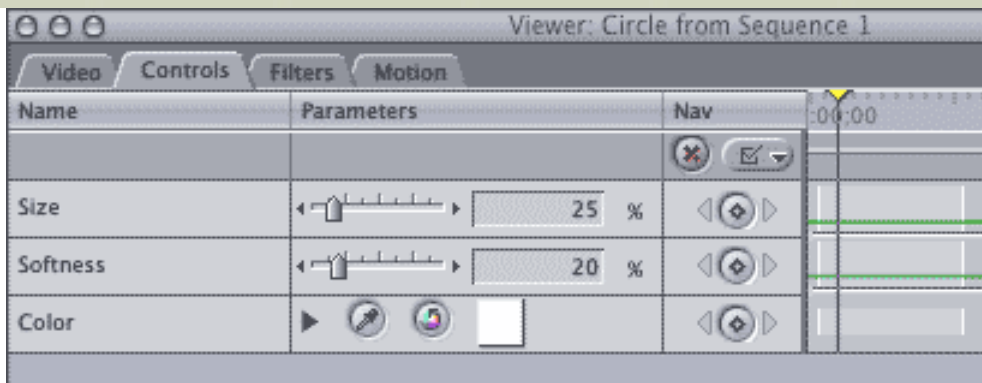 Viewer: Circle from Sequence 1
Video Controls Filters Motion
Name Parameters Nav :00;00
Size 25 %
Softness 20 %
Color